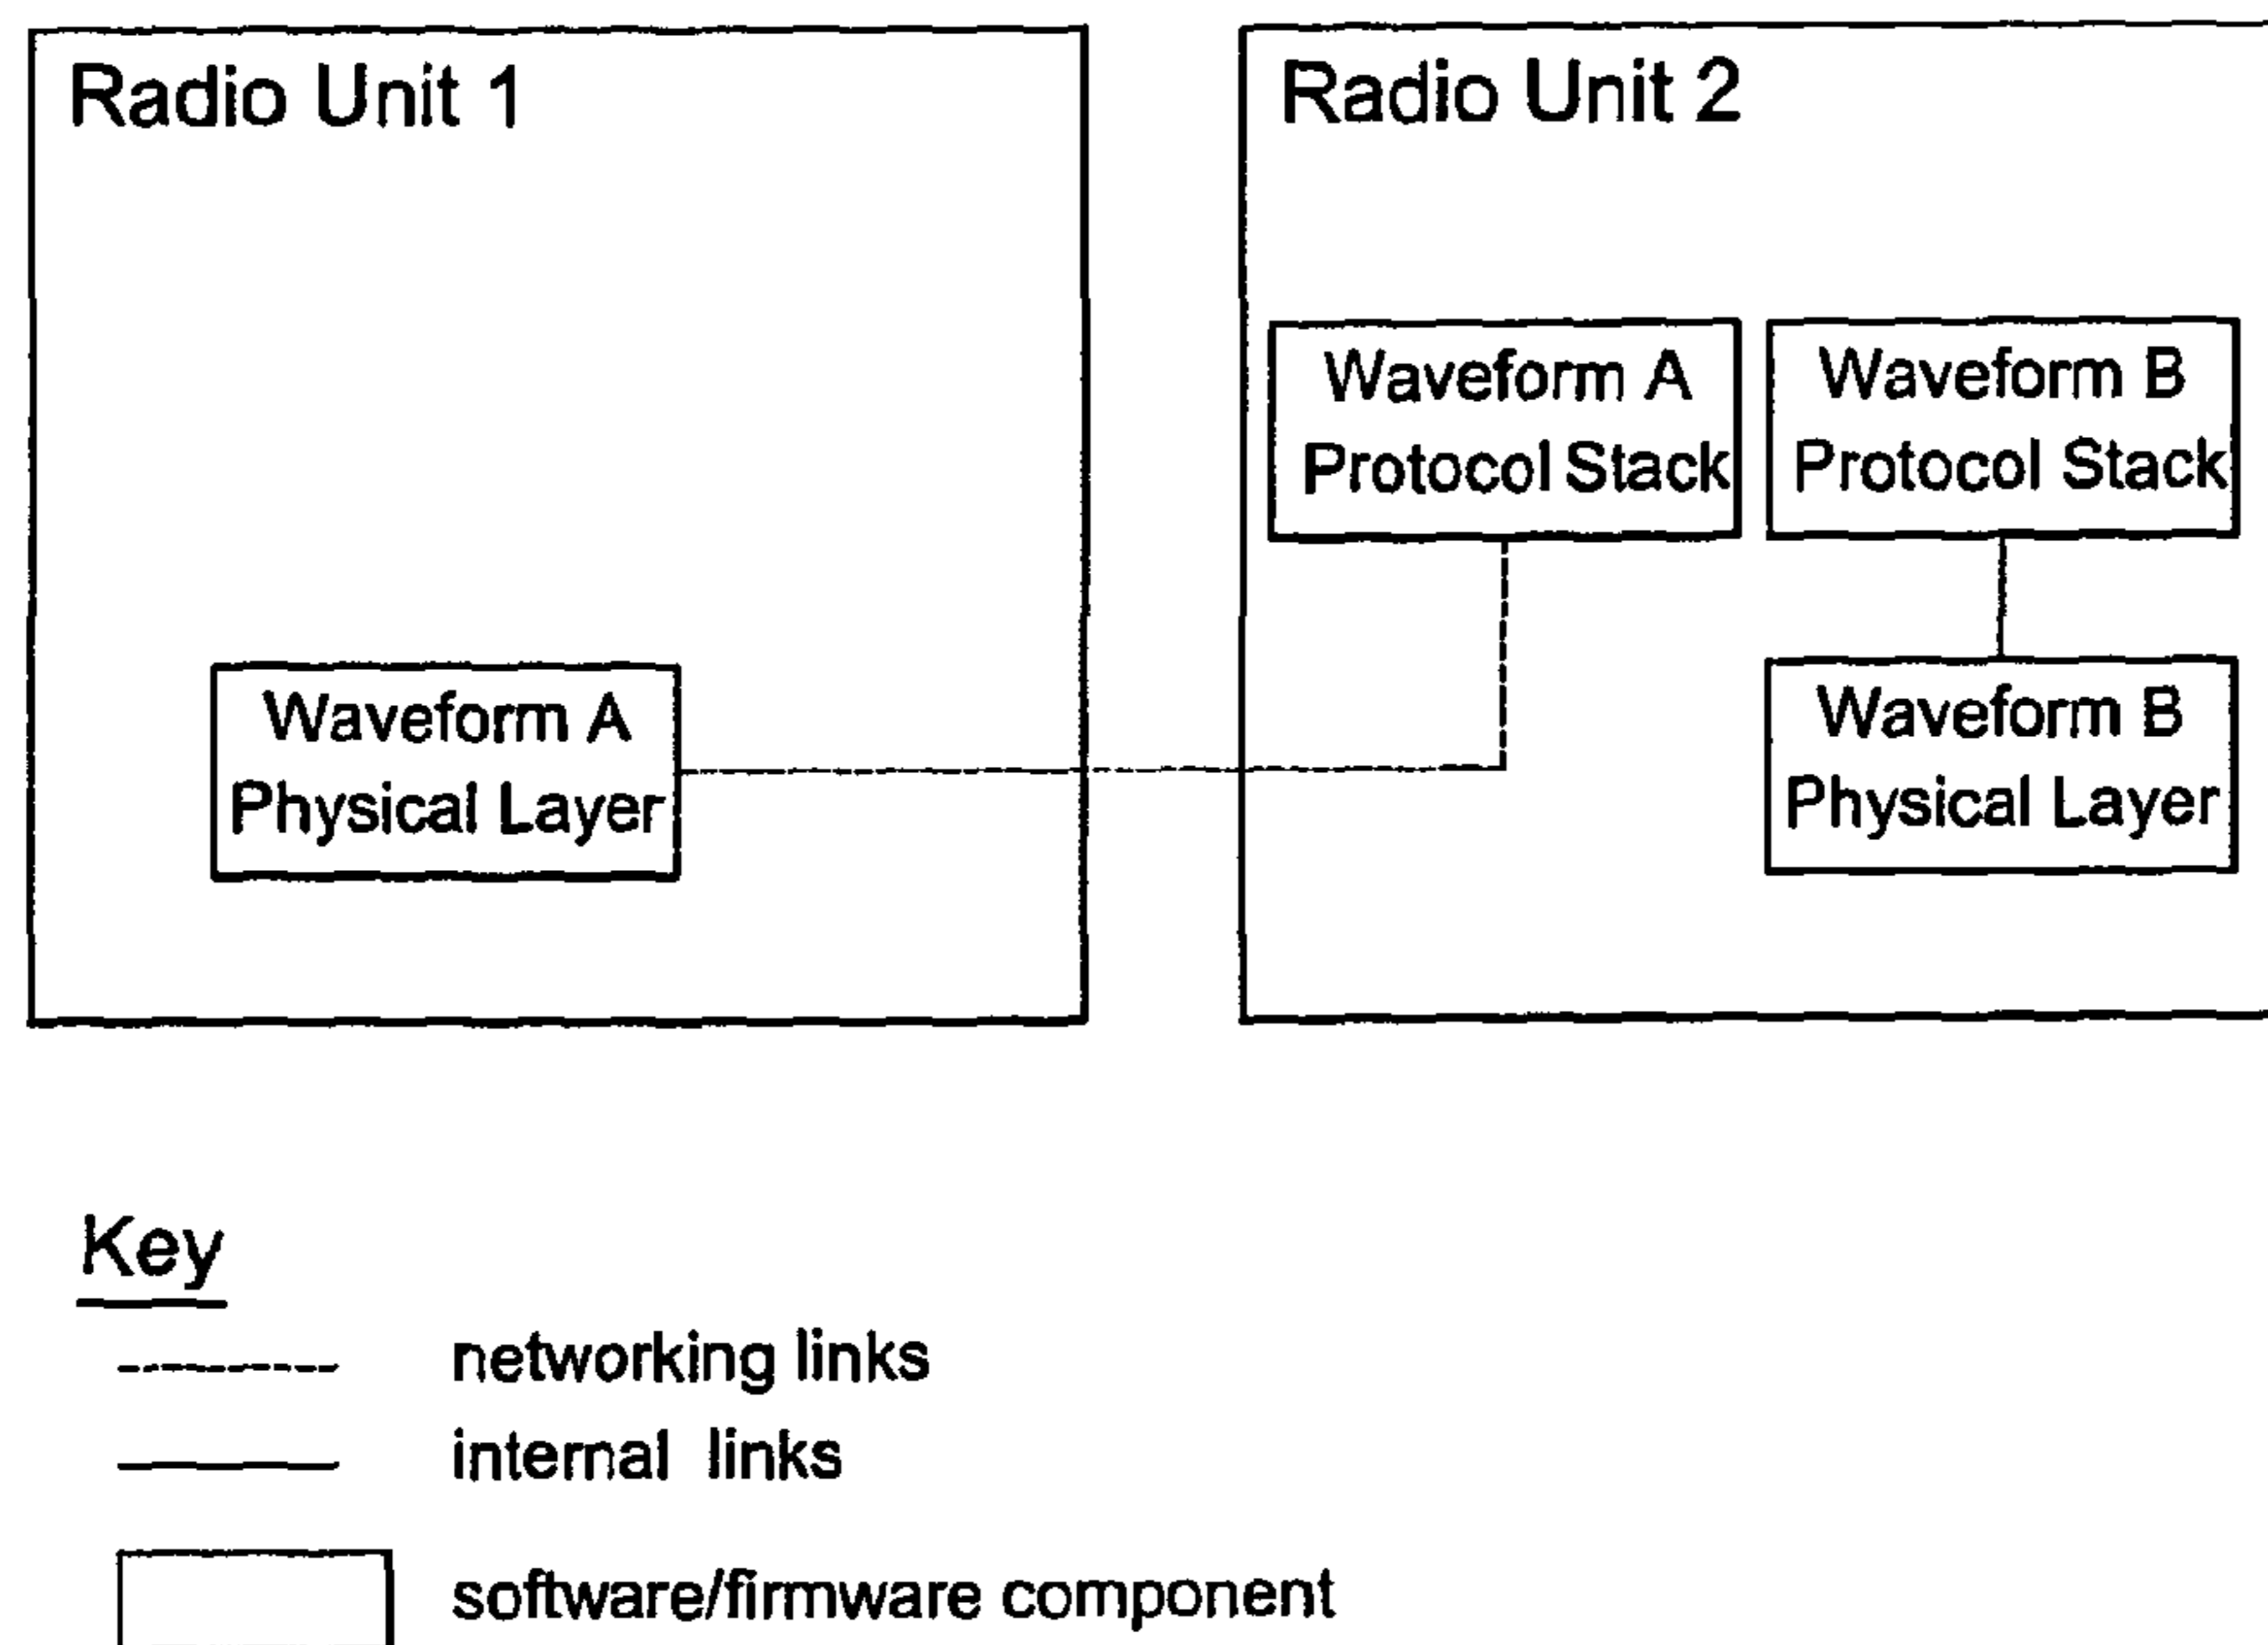 Radio Unit 1
Waveform A
Physical Layer
Radio Unit 2
Waveform A
Protocol Stack
Waveform B
Protocol Stack
Waveform B
Physical Layer
Key
networking links
internal links
software/firmware component